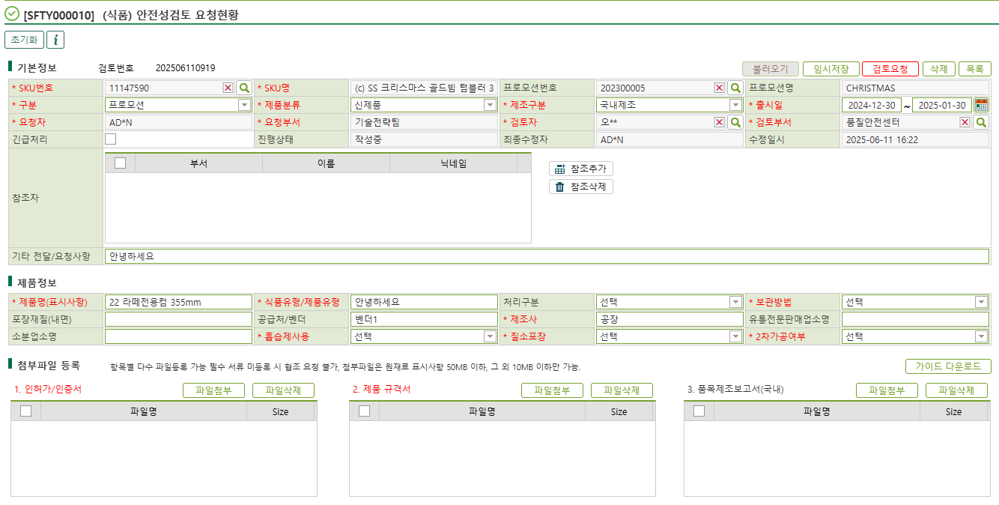 [SFTY000010] (식품) 안전성검토 요청현황
초기화 i
기본정보 검토번호 202506110919 불러오기 임시저장 검토요청 삭제 목록
* SKU번호 11147590 * SKU명 (c) SS 크리스마스 골드빔 텀블러 3 프로모션번호 202300005 프로모션명 CHRISTMAS
* 구분 프로모션 * 제품분류 신제품 * 제조구분 국내제조 * 출시일 2024-12-30 ~ 2025-01-30
* 요청자 AD*N * 요청부서 기술전략팀 * 검토자 오** * 검토부서 품질안전센터
긴급처리 진행상태 작성중 최종수정자 AD*N 수정일시 2025-06-11 16:22
부서 이름 닉네임
참조추가
참조삭제
참조자
기타 전달/요청사항 안녕하세요
제품정보
* 제품명(표시사항) 22 라떼전용컵 355mm * 식품유형/제품유형 안녕하세요 처리구분 선택 * 보관방법 선택
포장재질(내면) 공급처/벤더 벤더1 * 제조사 공장 유통전문판매업소명
소분업소명 * 흡습제사용 선택 * 질소포장 선택 * 2차가공여부 선택
첨부파일 등록 항목별 다수 파일등록 가능 필수 서류 미등록 시 협조 요청 불가, 첨부파일은 원재료 표시사항 50MB 이하, 그 외 10MB 이하만 가능. 가이드 다운로드
1. 인허가/인증서 파일첨부 파일삭제 2. 제품 규격서 파일첨부 파일삭제 3. 품목제조보고서(국내) 파일첨부 파일삭제
파일명 Size 파일명 Size 파일명 Size